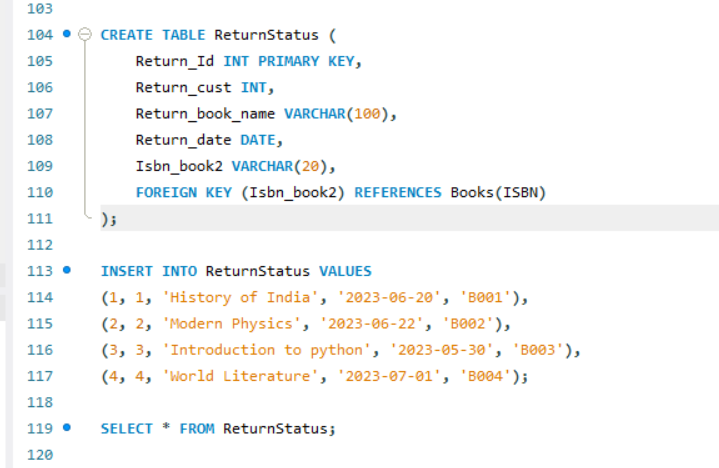 103
104 CREATE TABLE ReturnStatus (
105 Return_Id INT PRIMARY KEY,
106 Return_cust INT,
107 Return_book_name VARCHAR(100),
108 Return_date DATE,
109 Isbn_book2 VARCHAR(20),
110 FOREIGN KEY (Isbn_book2) REFERENCES Books(ISBN)
111 );
112
113 INSERT INTO ReturnStatus VALUES
114 (1, 1, 'History of India', '2023-06-20', 'B001'),
115 (2, 2, 'Modern Physics', '2023-06-22', 'B002'),
116 (3, 3, 'Introduction to python', '2023-05-30', 'B003'),
117 (4, 4, 'World Literature', '2023-07-01', 'B004');
118
119 SELECT * FROM ReturnStatus;
120